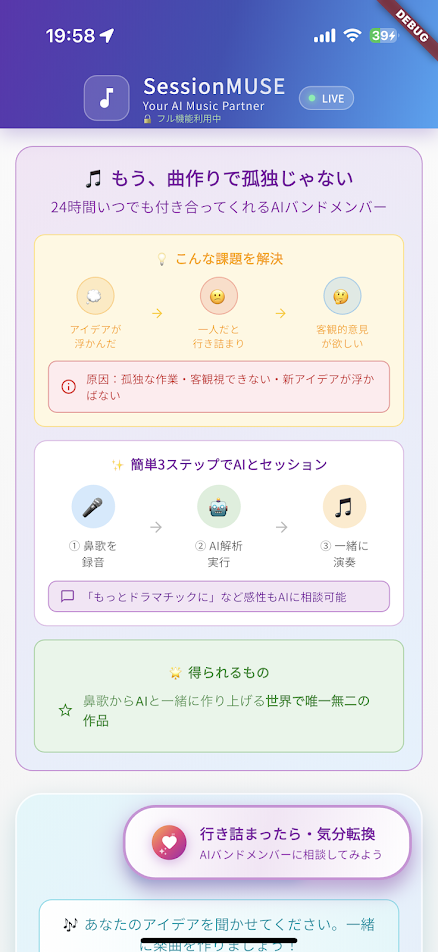 19:58
39
DEBUG
SessionMUSE
Your AI Music Partner
フル機能利用中
LIVE
もう、曲作りで孤独じゃない
24時間いつでも付き合ってくれるAIバンドメンバー
こんな課題を解決
アイデアが
浮かんだ
一人だと
行き詰まり
客観的意見
が欲しい
原因：孤独な作業・客観視できない・新アイデアが浮か
ばない
簡単3ステップでAIとセッション
① 鼻歌を
録音
② AI解析
実行
③ 一緒に
演奏
「もっとドラマチックに」など感性もAIに相談可能
得られるもの
鼻歌からAIと一緒に作り上げる世界で唯一無二の
作品
行き詰まったら・気分転換
AIバンドメンバーに相談してみよう
あなたのアイデアを聞かせてください。一緒
に楽曲を作りましょう！